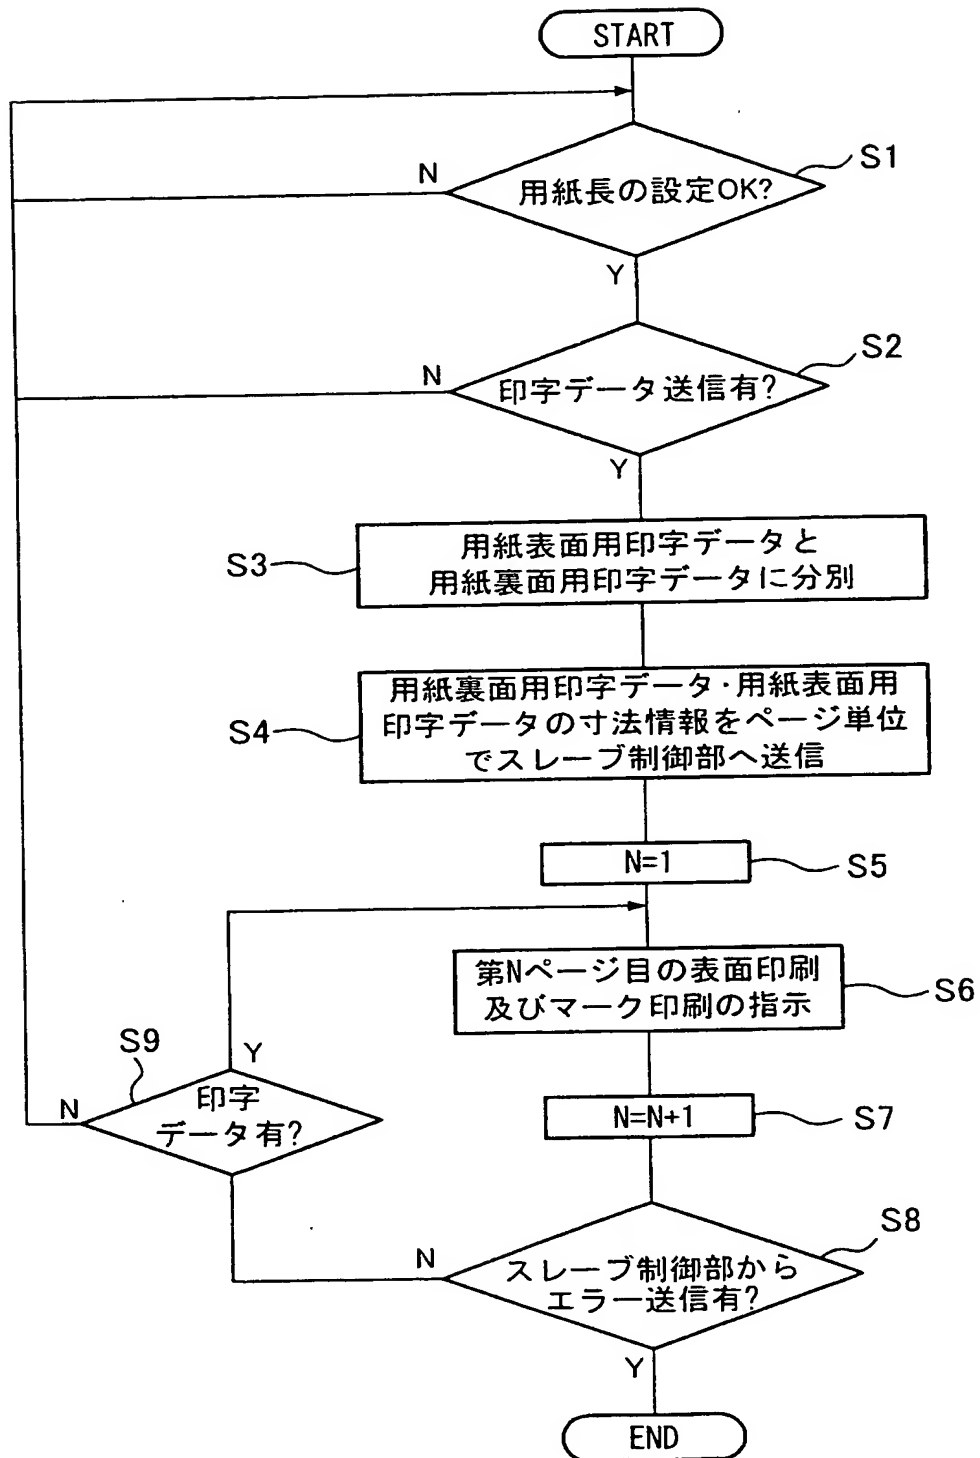 START
S1
N
用紙長の設定OK?
Y
S2
N
印字データ送信有?
Y
S3
用紙表面用印字データと
用紙裏面用印字データに分別
S4
用紙裏面用印字データ・用紙表面用
印字データの寸法情報をページ単位
でスレーブ制御部へ送信
N=1
S5
第Nページ目の表面印刷
及びマーク印刷の指示
S6
S9
Y
N
印字
データ有?
N=N+1
S7
S8
N
スレーブ制御部から
エラー送信有?
Y
END